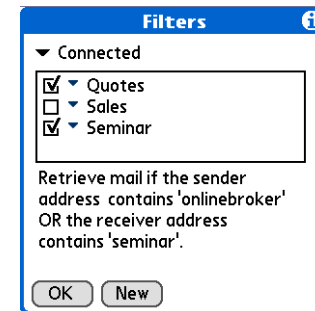 Filters
Connected
Quotes
Sales
Seminar
Retrieve mail if the sender
address contains 'onlinebroker'
OR the receiver address
contains 'seminar'.
OK New